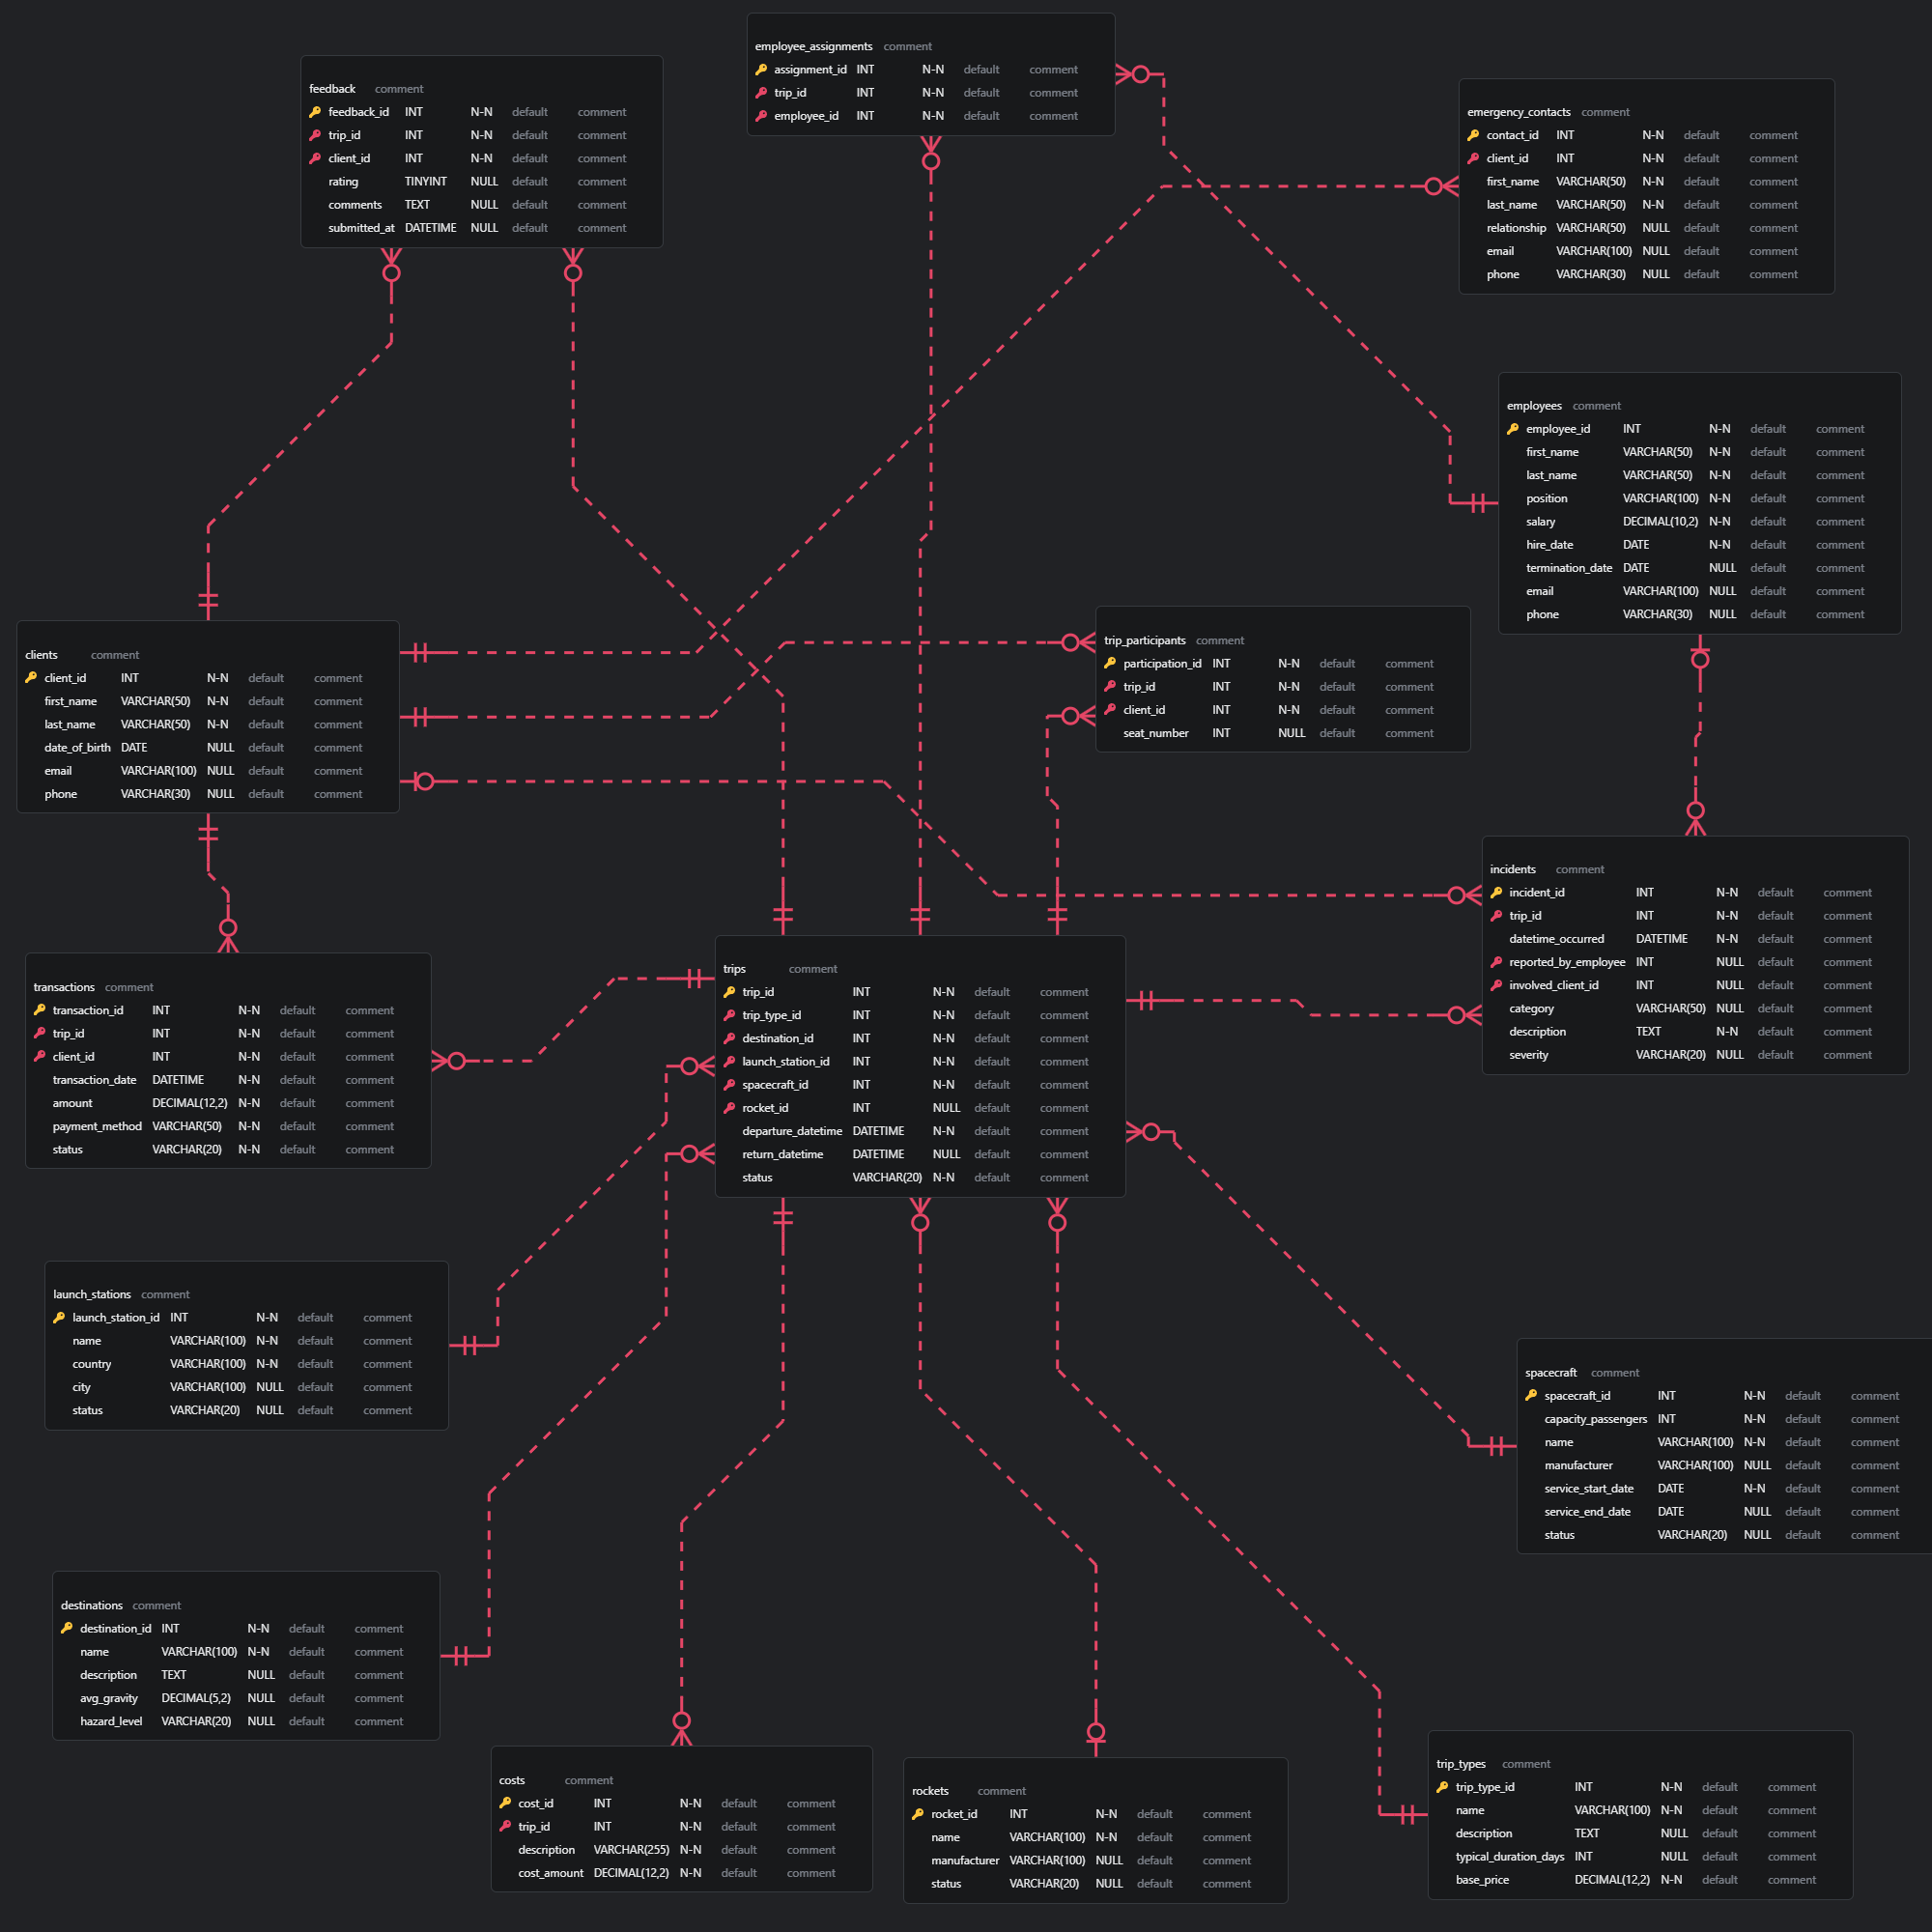 employee_assignments comment
assignment_id INT N-N default comment
trip_id INT N-N default comment
employee_id INT N-N default comment
feedback comment
feedback_id INT N-N default comment
trip_id INT N-N default comment
client_id INT N-N default comment
rating TINYINT NULL default comment
comments TEXT NULL default comment
submitted_at DATETIME NULL default comment
emergency_contacts comment
contact_id INT N-N default comment
client_id INT N-N default comment
first_name VARCHAR(50) N-N default comment
last_name VARCHAR(50) N-N default comment
relationship VARCHAR(50) NULL default comment
email VARCHAR(100) NULL default comment
phone VARCHAR(30) NULL default comment
employees comment
employee_id INT N-N default comment
first_name VARCHAR(50) N-N default comment
last_name VARCHAR(50) N-N default comment
position VARCHAR(100) N-N default comment
salary DECIMAL(10,2) N-N default comment
hire_date DATE N-N default comment
termination_date DATE NULL default comment
email VARCHAR(100) NULL default comment
phone VARCHAR(30) NULL default comment
clients comment
client_id INT N-N default comment
first_name VARCHAR(50) N-N default comment
last_name VARCHAR(50) N-N default comment
date_of_birth DATE NULL default comment
email VARCHAR(100) NULL default comment
phone VARCHAR(30) NULL default comment
trip_participants comment
participation_id INT N-N default comment
trip_id INT N-N default comment
client_id INT N-N default comment
seat_number INT NULL default comment
incidents comment
incident_id INT N-N default comment
trip_id INT N-N default comment
datetime_occurred DATETIME N-N default comment
reported_by_employee INT NULL default comment
involved_client_id INT NULL default comment
category VARCHAR(50) NULL default comment
description TEXT N-N default comment
severity VARCHAR(20) NULL default comment
transactions comment
transaction_id INT N-N default comment
trip_id INT N-N default comment
client_id INT N-N default comment
transaction_date DATETIME N-N default comment
amount DECIMAL(12,2) N-N default comment
payment_method VARCHAR(50) N-N default comment
status VARCHAR(20) N-N default comment
trips comment
trip_id INT N-N default comment
trip_type_id INT N-N default comment
destination_id INT N-N default comment
launch_station_id INT N-N default comment
spacecraft_id INT N-N default comment
rocket_id INT NULL default comment
departure_datetime DATETIME N-N default comment
return_datetime DATETIME NULL default comment
status VARCHAR(20) N-N default comment
launch_stations comment
launch_station_id INT N-N default comment
name VARCHAR(100) N-N default comment
country VARCHAR(100) N-N default comment
city VARCHAR(100) NULL default comment
status VARCHAR(20) NULL default comment
spacecraft comment
spacecraft_id INT N-N default comment
capacity_passengers INT N-N default comment
name VARCHAR(100) N-N default comment
manufacturer VARCHAR(100) NULL default comment
service_start_date DATE N-N default comment
service_end_date DATE NULL default comment
status VARCHAR(20) NULL default comment
destinations comment
destination_id INT N-N default comment
name VARCHAR(100) N-N default comment
description TEXT NULL default comment
avg_gravity DECIMAL(5,2) NULL default comment
hazard_level VARCHAR(20) NULL default comment
costs comment
cost_id INT N-N default comment
trip_id INT N-N default comment
description VARCHAR(255) N-N default comment
cost_amount DECIMAL(12,2) N-N default comment
rockets comment
rocket_id INT N-N default comment
name VARCHAR(100) N-N default comment
manufacturer VARCHAR(100) NULL default comment
status VARCHAR(20) NULL default comment
trip_types comment
trip_type_id INT N-N default comment
name VARCHAR(100) N-N default comment
description TEXT NULL default comment
typical_duration_days INT NULL default comment
base_price DECIMAL(12,2) N-N default comment